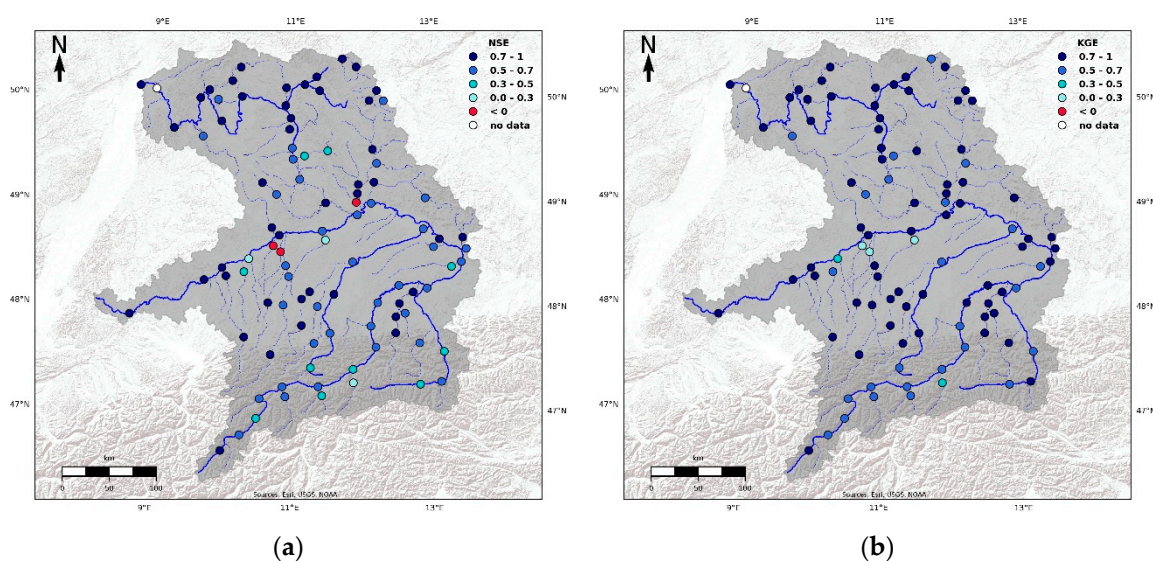 9°E 11°E 13°E
9°E 11°E 13°E
N
NSE
0.7 - 1
0.5 - 0.7
0.3 - 0.5
0.0 - 0.3
< 0
no data
50°N
50°N
49°N
49°N
48°N
48°N
47°N
47°N
km
0 50 100
Sources: Esri, USGS, NOAA
9°E 11°E 13°E
(a)
N
KGE
0.7 - 1
0.5 - 0.7
0.3 - 0.5
0.0 - 0.3
< 0
no data
50°N
50°N
49°N
49°N
48°N
48°N
47°N
47°N
km
0 50 100
Sources: Esri, USGS, NOAA
9°E 11°E 13°E
(b)